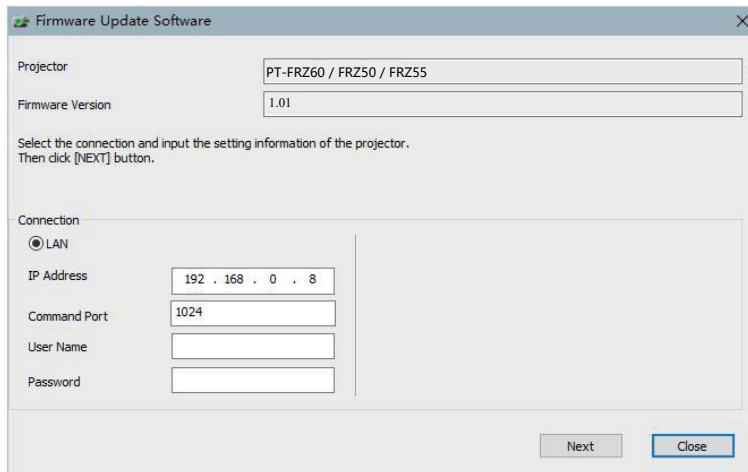 Firmware Update Software
Projector
PT-FRZ60 / FRZ50 / FRZ55
Firmware Version
1.01
Select the connection and input the setting information of the projector.
Then click [NEXT] button.
Connection
LAN
IP Address
192 . 168 . 0 . 8
Command Port
1024
User Name
Password
Next
Close